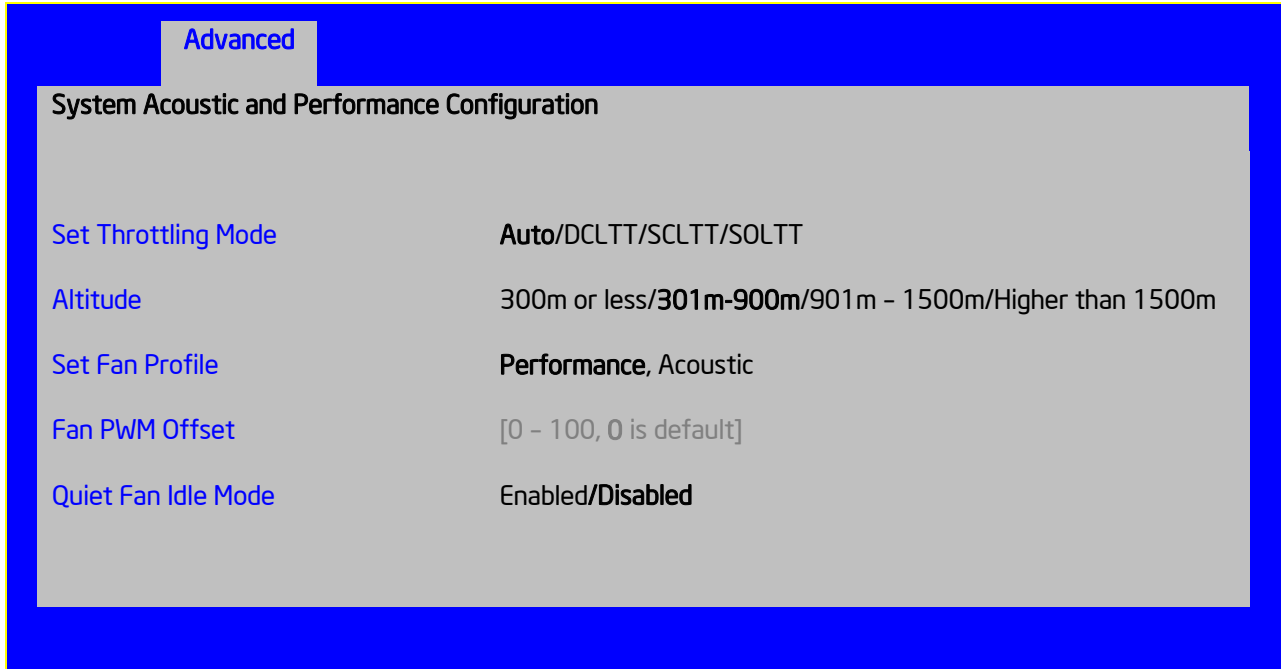 Advanced
System Acoustic and Performance Configuration
Set Throttling Mode Auto/DCLTT/SCLTT/SOLTT
Altitude 300m or less/301m-900m/901m – 1500m/Higher than 1500m
Set Fan Profile Performance, Acoustic
Fan PWM Offset [0 – 100, 0 is default]
Quiet Fan Idle Mode Enabled/Disabled